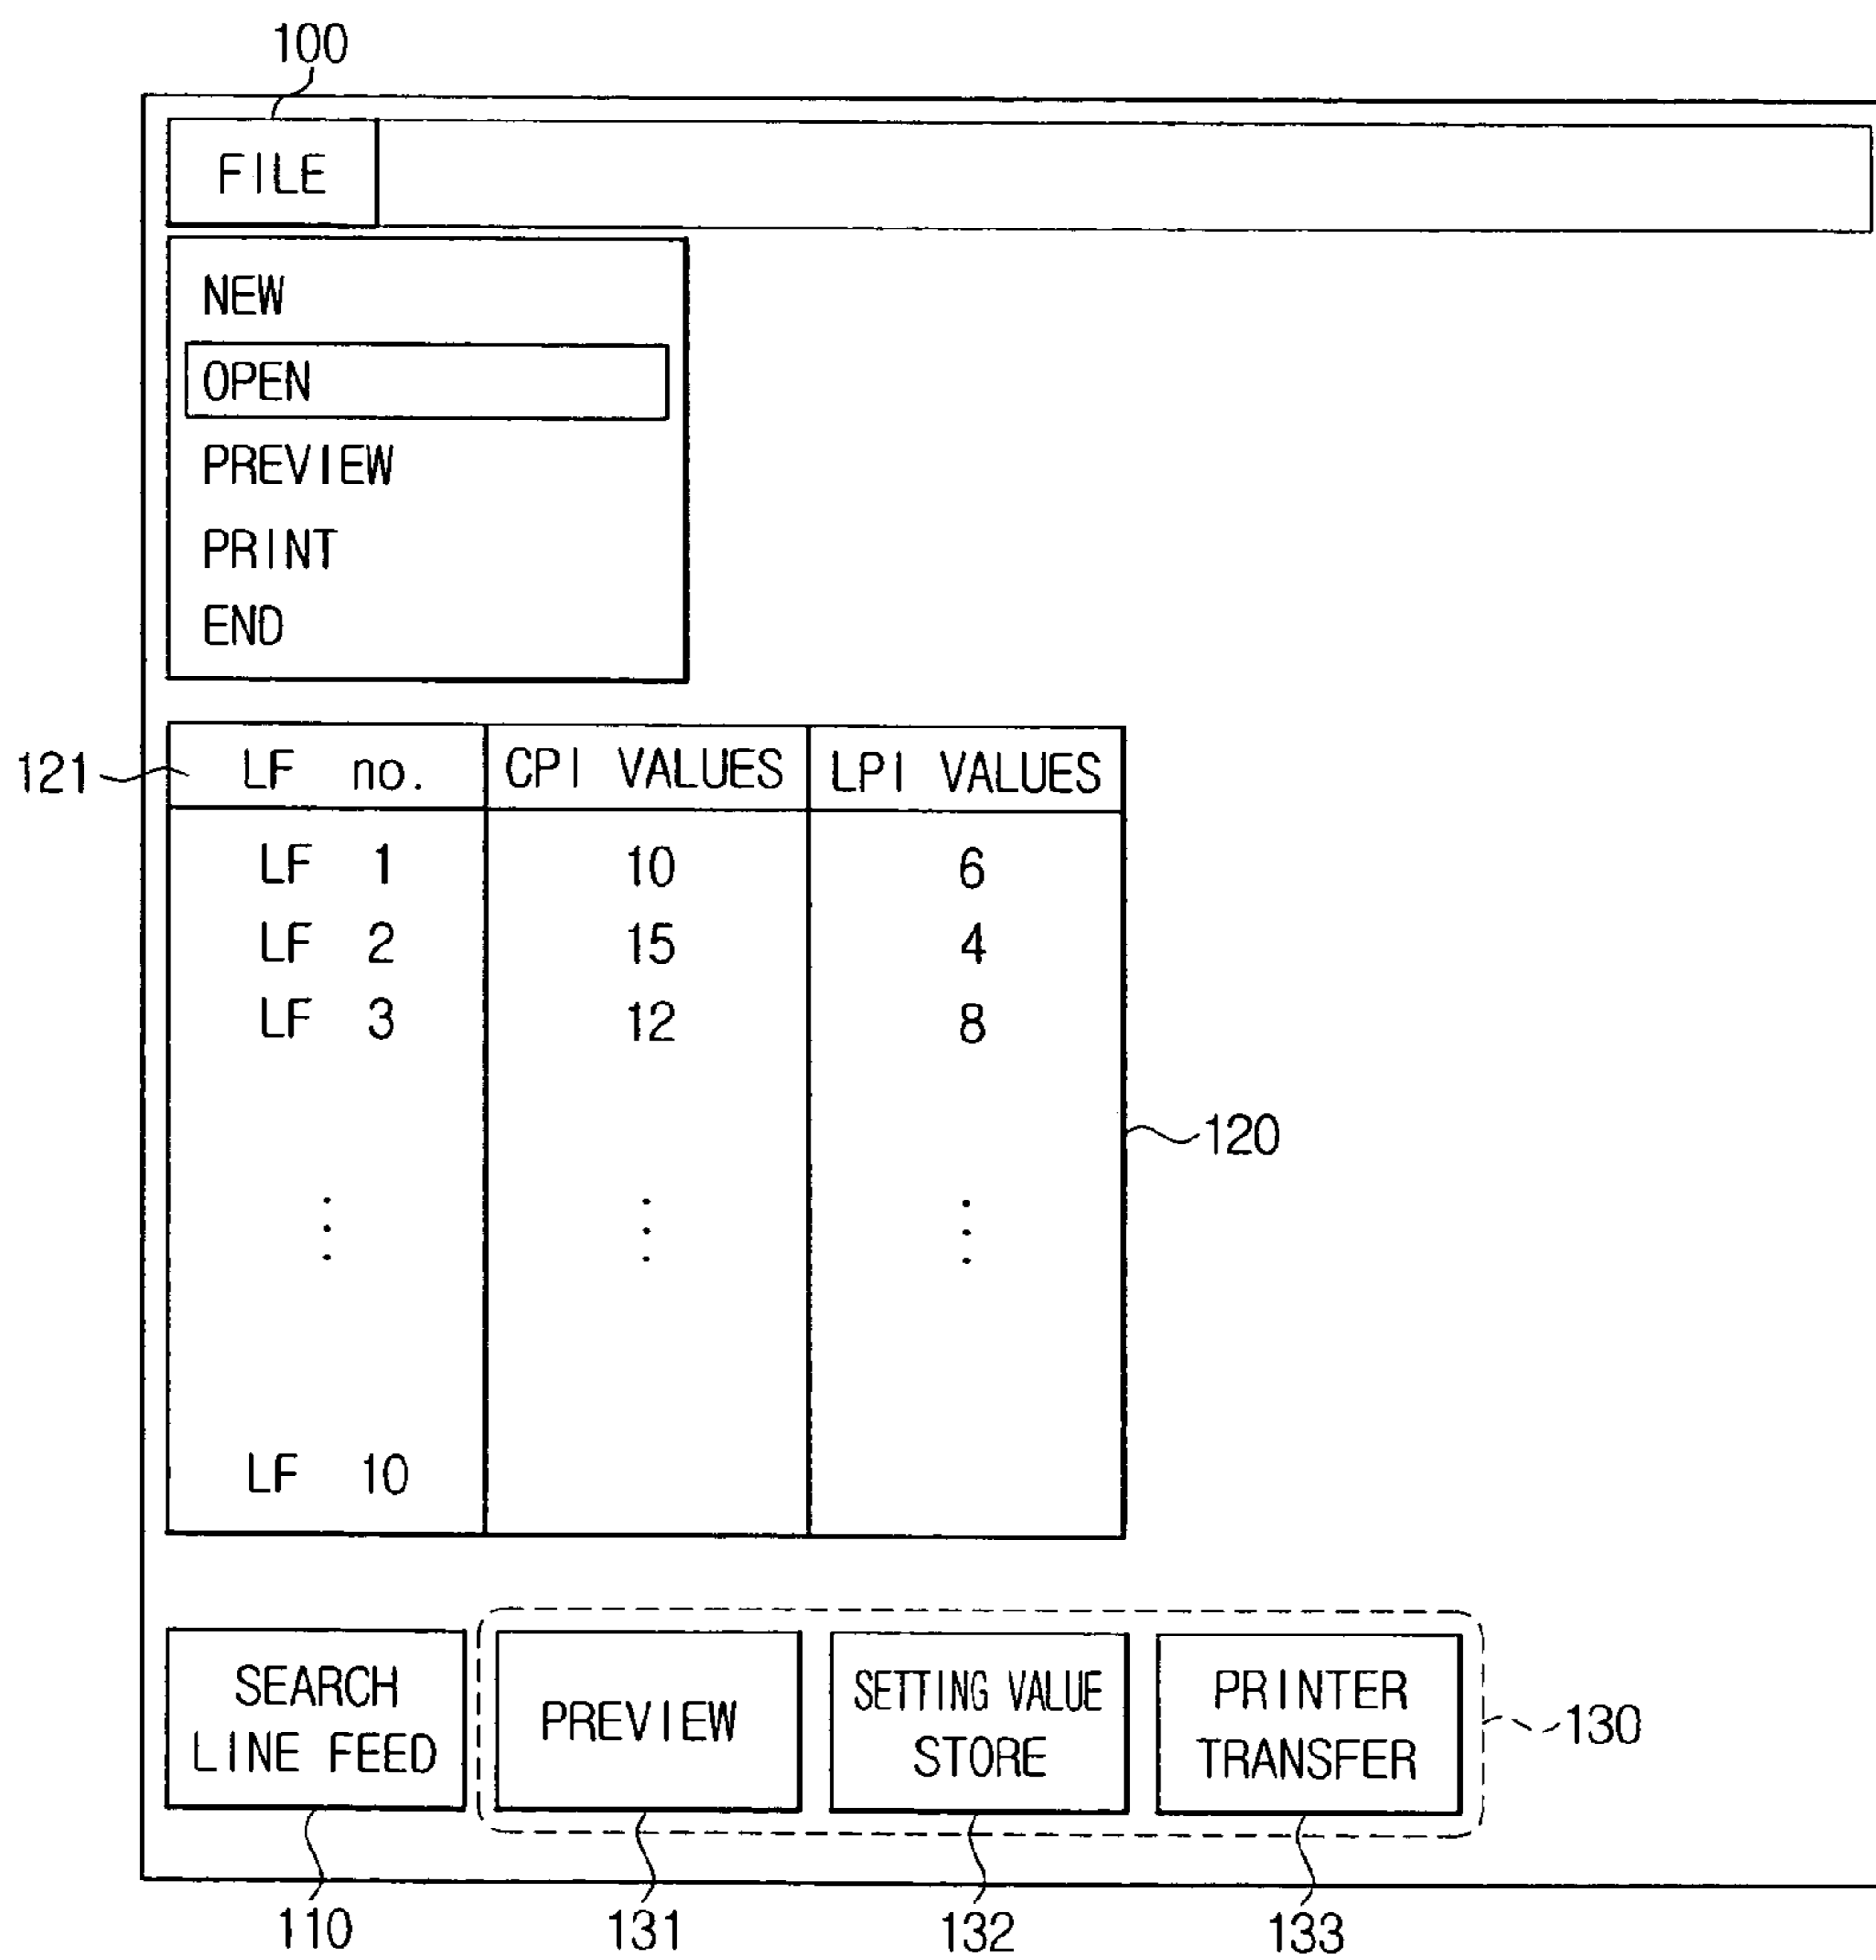 100
FILE
NEW
OPEN
PREVIEW
PRINT
END
121
LF no. CPI VALUES LPI VALUES
LF 1 10 6
LF 2 15 4
LF 3 12 8
120
LF 10
SEARCH
LINE FEED
PREVIEW
SETTING VALUE
STORE
PRINTER
TRANSFER
130
110 131 132 133